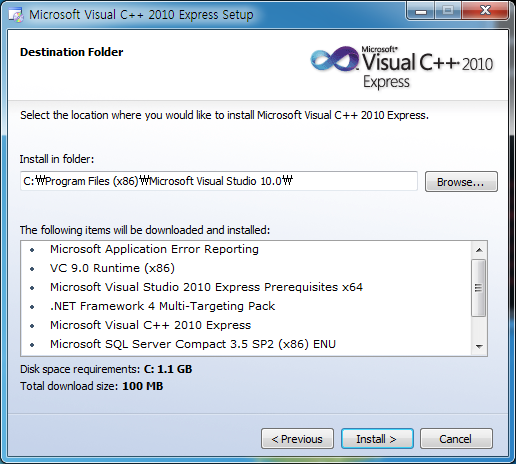 Microsoft Visual C++ 2010 Express Setup
Destination Folder
Microsoft®
Visual C++ 2010
Express
Select the location where you would like to install Microsoft Visual C++ 2010 Express.
Install in folder:
C:₩Program Files (x86)₩Microsoft Visual Studio 10.0₩
Browse...
The following items will be downloaded and installed:
• Microsoft Application Error Reporting
• VC 9.0 Runtime (x86)
• Microsoft Visual Studio 2010 Express Prerequisites x64
• .NET Framework 4 Multi-Targeting Pack
• Microsoft Visual C++ 2010 Express
• Microsoft SQL Server Compact 3.5 SP2 (x86) ENU
Disk space requirements: C: 1.1 GB
Total download size: 100 MB
< Previous
Install >
Cancel